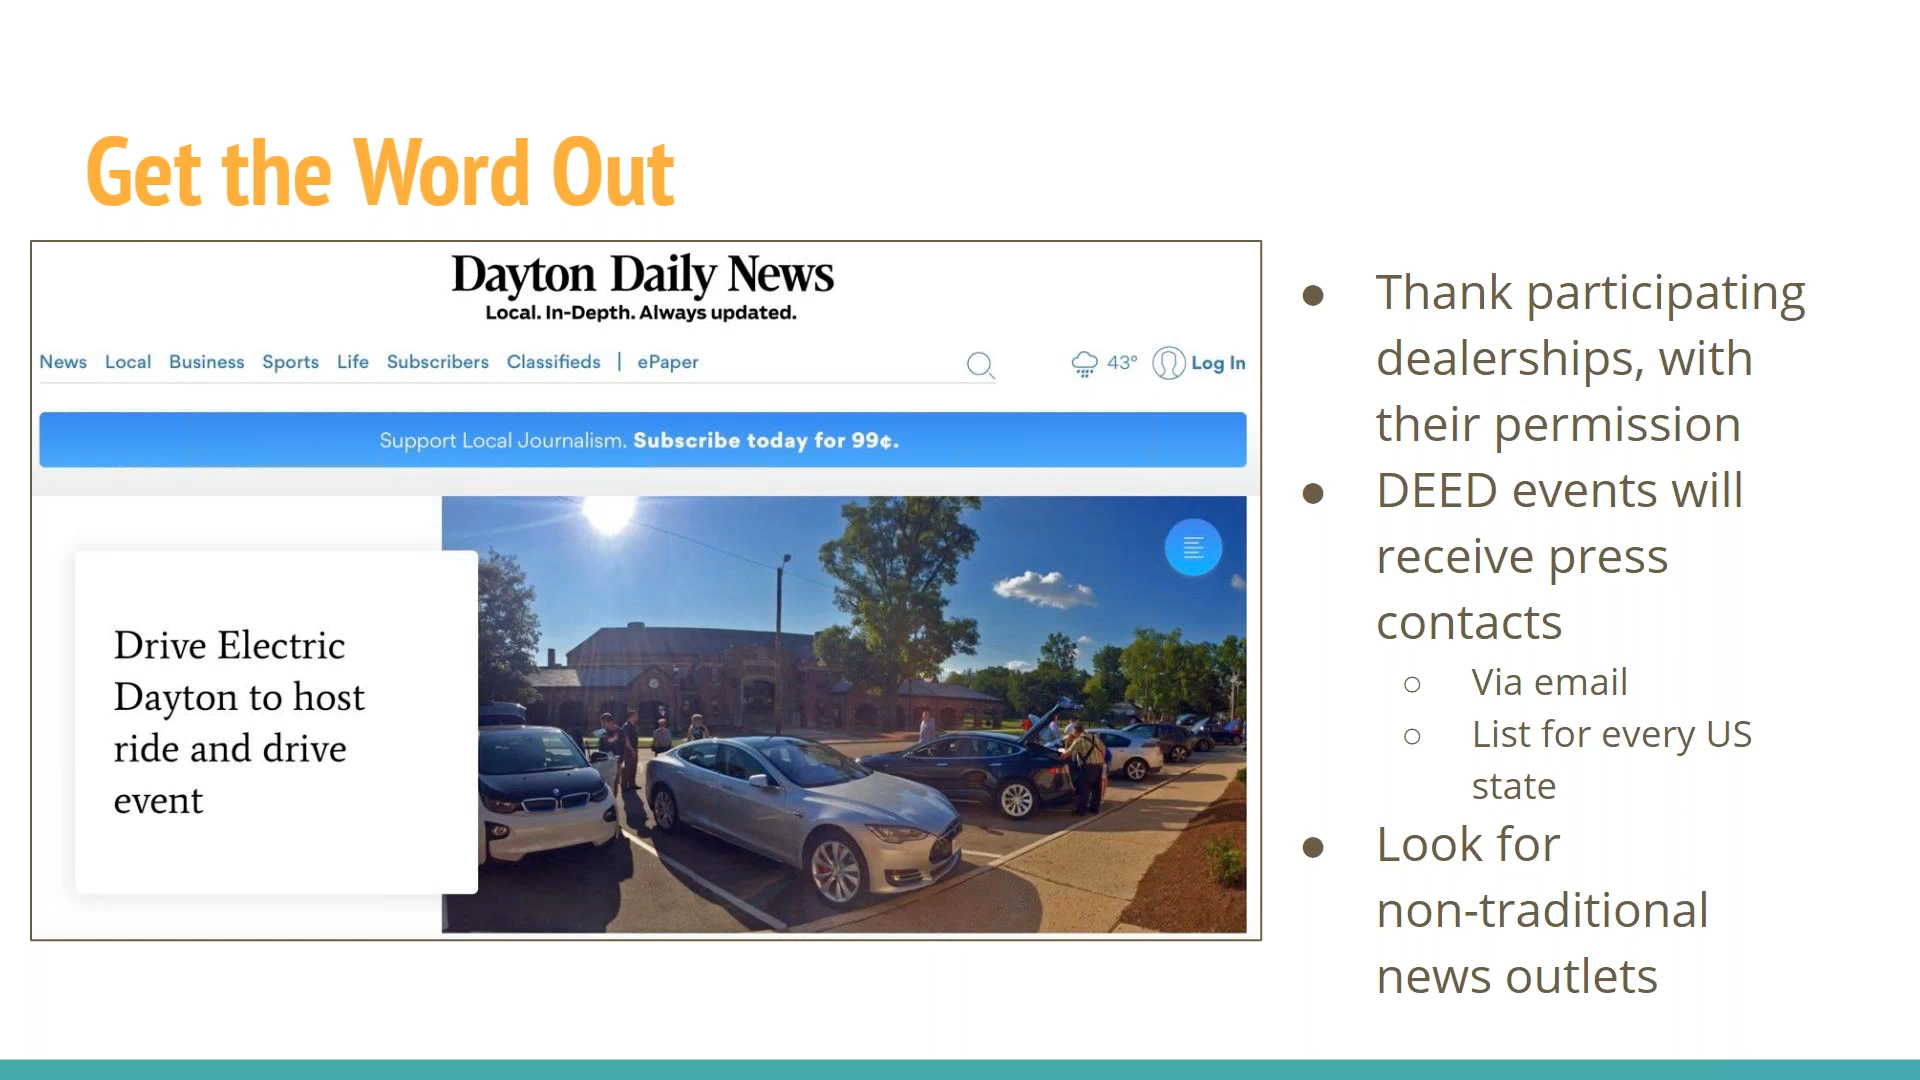 Get the Word Out
Dayton Daily News
Local. In-Depth. Always updated.
News Local Business Sports Life Subscribers Classifieds | ePaper 43° Log In
Support Local Journalism. Subscribe today for 99¢.
Drive Electric
Dayton to host
ride and drive
event
● Thank participating
dealerships, with
their permission
● DEED events will
receive press
contacts
○ Via email
○ List for every US
state
● Look for
non-traditional
news outlets